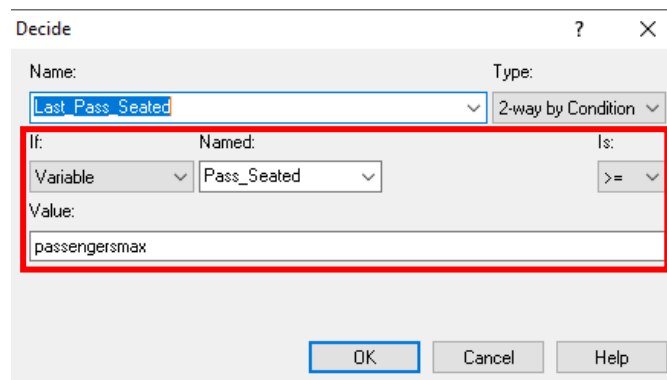 Decide ?
Name: Type:
Last_Pass_Seated 2-way by Condition
If: Named: Is:
Variable Pass_Seated >=
Value:
passengersmax
OK Cancel Help